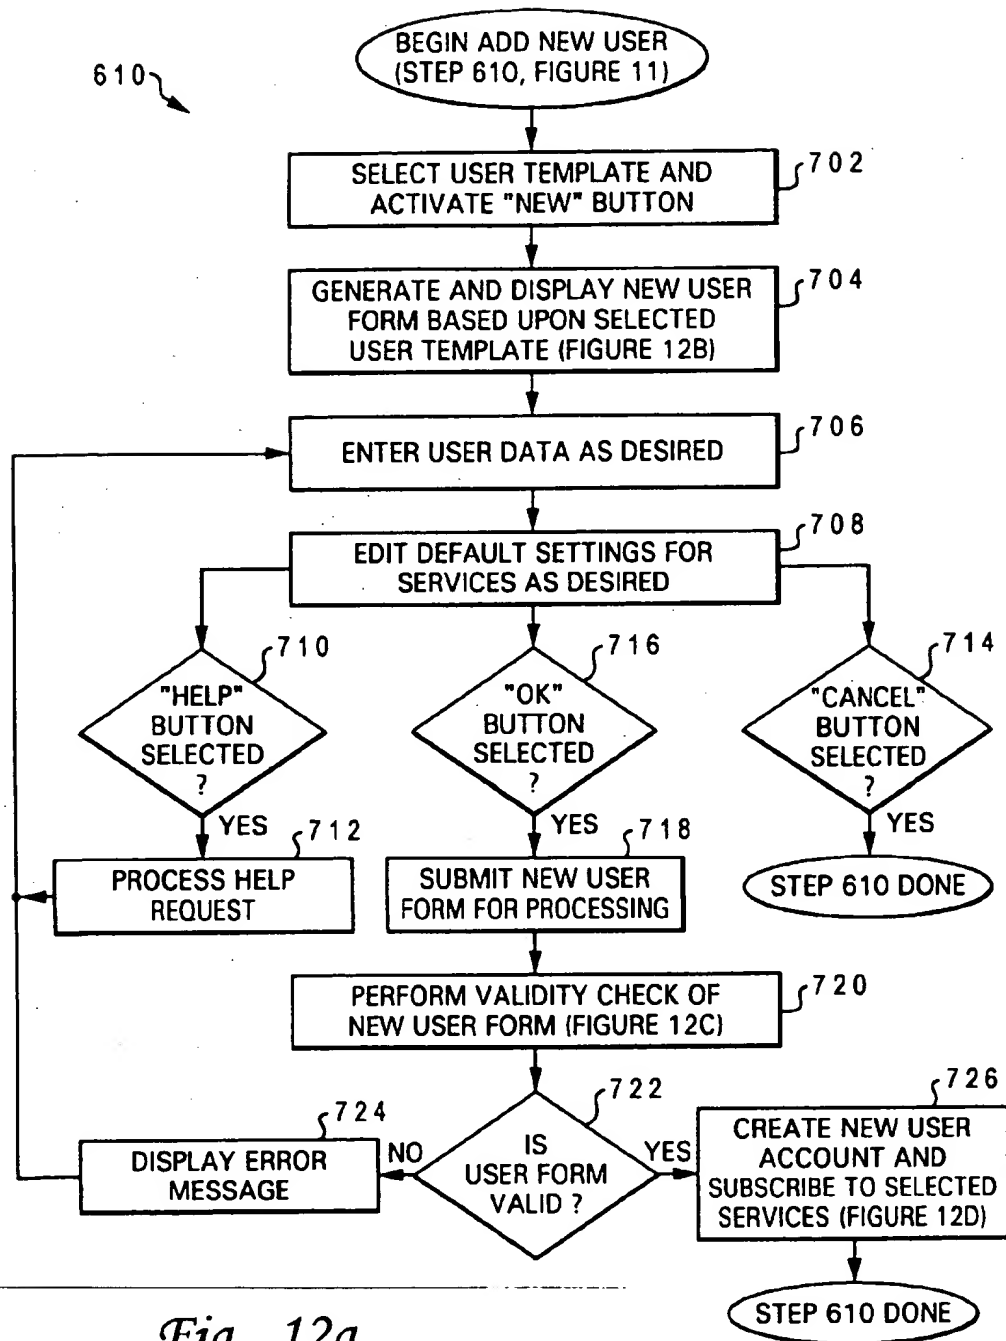 BEGIN ADD NEW USER
(STEP 610, FIGURE 11)
610
SELECT USER TEMPLATE AND
ACTIVATE "NEW" BUTTON
702
GENERATE AND DISPLAY NEW USER
FORM BASED UPON SELECTED
USER TEMPLATE (FIGURE 12B)
704
ENTER USER DATA AS DESIRED
706
EDIT DEFAULT SETTINGS FOR
SERVICES AS DESIRED
708
"HELP"
BUTTON
SELECTED
?
710
YES
"OK"
BUTTON
SELECTED
?
716
YES
"CANCEL"
BUTTON
SELECTED
?
714
YES
PROCESS HELP
REQUEST
712
SUBMIT NEW USER
FORM FOR PROCESSING
718
STEP 610 DONE
PERFORM VALIDITY CHECK OF
NEW USER FORM (FIGURE 12C)
720
DISPLAY ERROR
MESSAGE
724
NO
IS
USER FORM
VALID ?
722
YES
CREATE NEW USER
ACCOUNT AND
SUBSCRIBE TO SELECTED
SERVICES (FIGURE 12D)
726
STEP 610 DONE
Fig. 12a